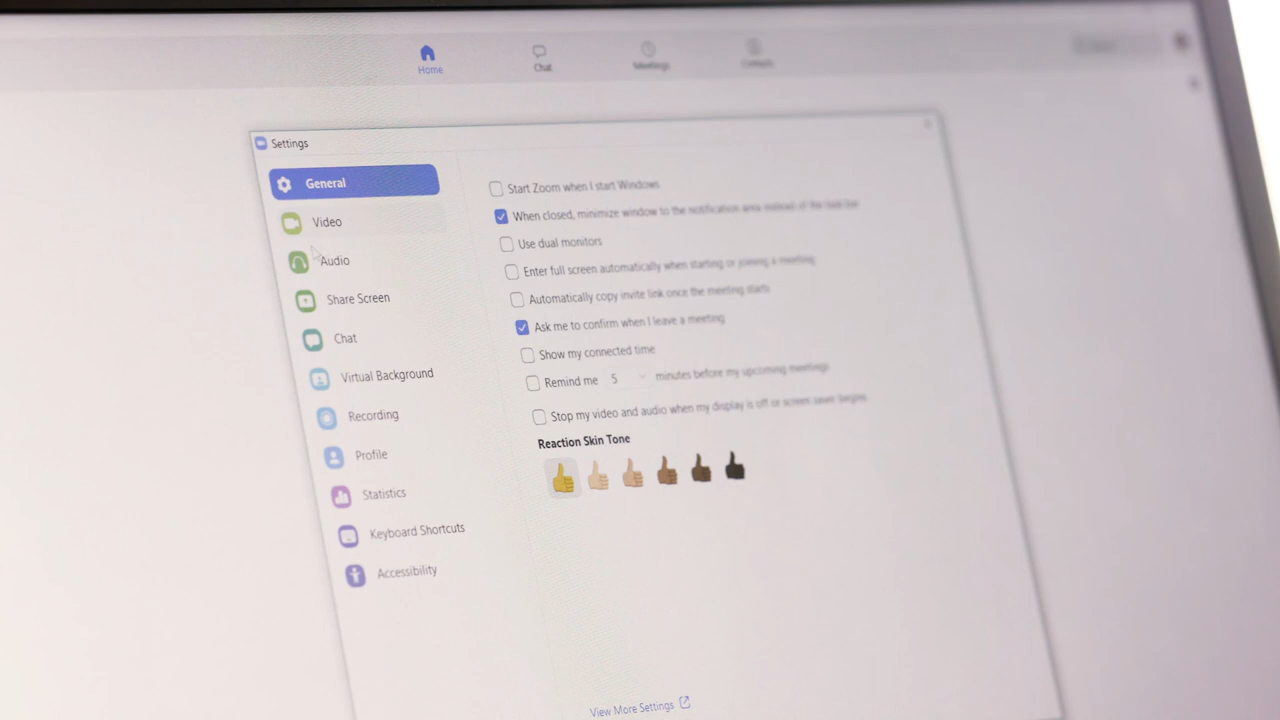 Home
Chat
Meetings
Contacts
Settings
General
Video
Audio
Share Screen
Chat
Virtual Background
Recording
Profile
Statistics
Keyboard Shortcuts
Accessibility
Start Zoom when I start Windows
When closed, minimize window to the notification area instead of the task bar
Use dual monitors
Enter full screen automatically when starting or joining a meeting
Automatically copy invite link once the meeting starts
Ask me to confirm when I leave a meeting
Show my connected time
Remind me 5 minutes before my upcoming meetings
Stop my video and audio when my display is off or screen saver begins
Reaction Skin Tone
View More Settings